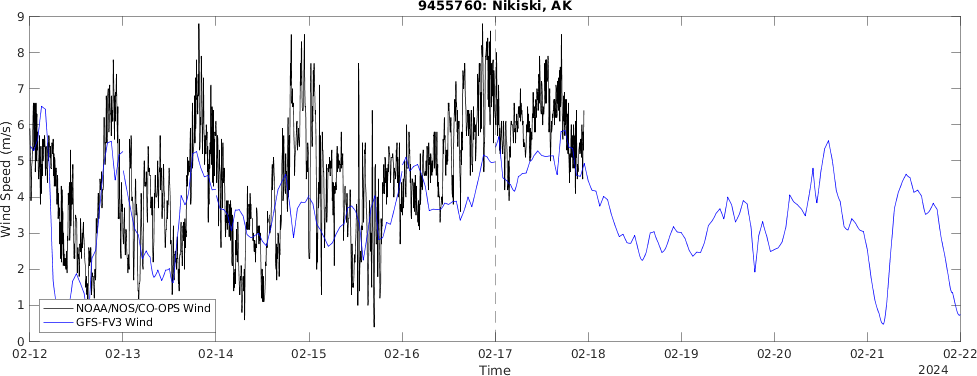 9455760: Nikiski, AK
Wind Speed (m/s)
9
8
7
6
5
4
3
2
1
0
NOAA/NOS/CO-OPS Wind
GFS-FV3 Wind
02-12 02-13 02-14 02-15 02-16 02-17 02-18 02-19 02-20 02-21 02-22
Time
2024